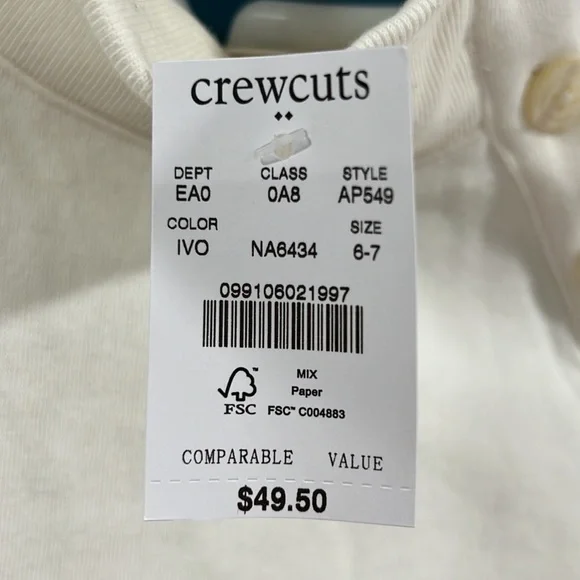 crewcuts
DEPT CLASS STYLE
EA0 0A8 AP549
COLOR SIZE
IVO NA6434 6-7
099106021997
MIX
Paper
FSC™ C004883
FSC
COMPARABLE VALUE
$49.50